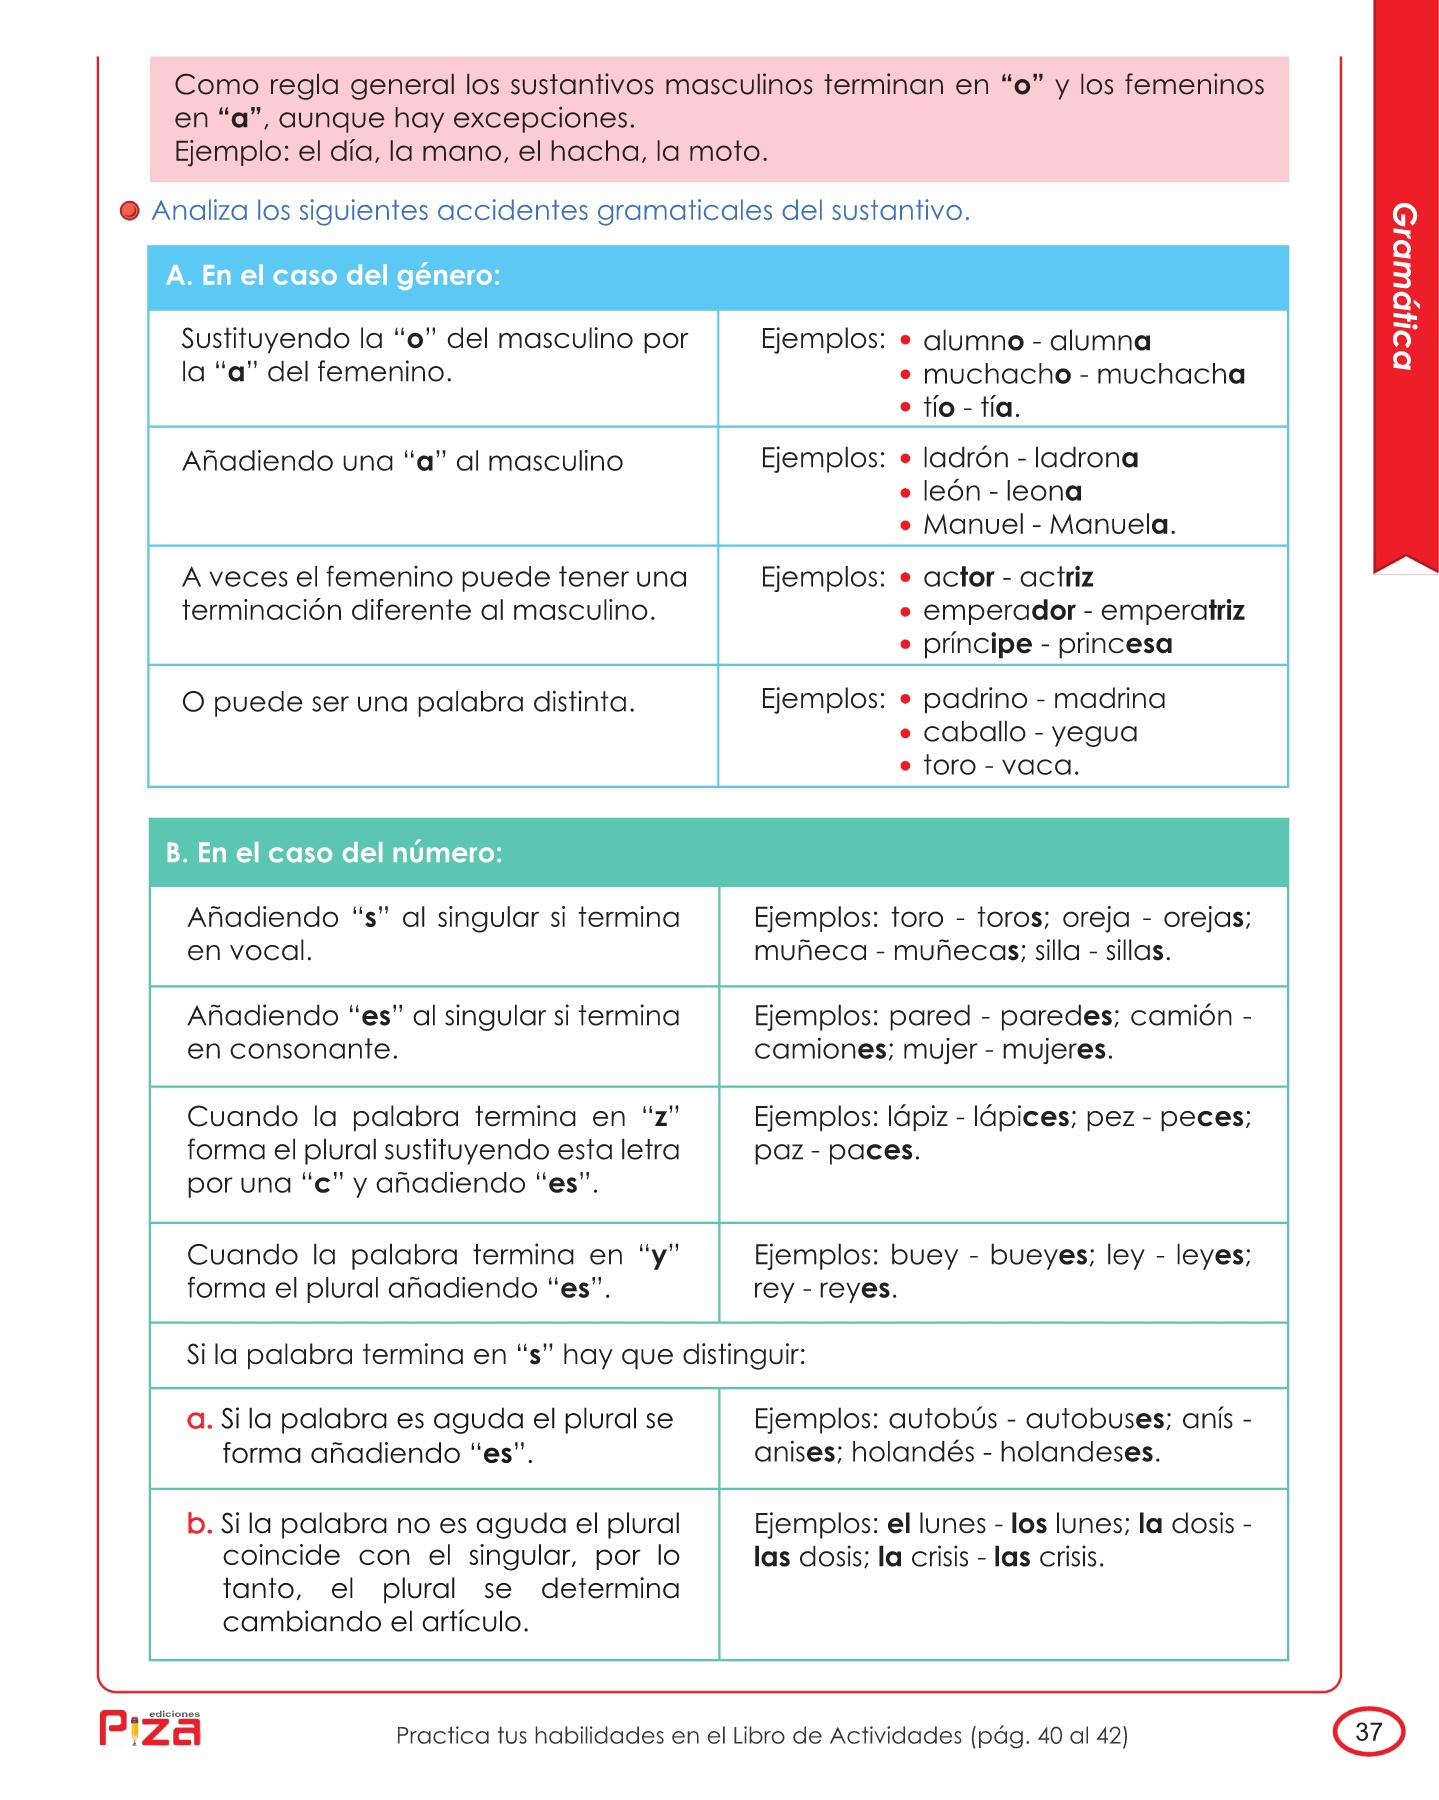 Como regla general los sustantivos masculinos terminan en “o” y los femeninos
en “a”, aunque hay excepciones.
Ejemplo: el día, la mano, el hacha, la moto.
Analiza los siguientes accidentes gramaticales del sustantivo.
A. En el caso del género:
Sustituyendo la “o” del masculino por
la “a” del femenino.
Ejemplos: • alumno - alumna
• muchacho - muchacha
• tío - tía.
Añadiendo una “a” al masculino
Ejemplos: • ladrón - ladrona
• león - leona
• Manuel - Manuela.
A veces el femenino puede tener una
terminación diferente al masculino.
Ejemplos: • actor - actriz
• emperador - emperatriz
• príncipe - princesa
O puede ser una palabra distinta.
Ejemplos: • padrino - madrina
• caballo - yegua
• toro - vaca.
B. En el caso del número:
Añadiendo “s” al singular si termina
en vocal.
Ejemplos: toro - toros; oreja - orejas;
muñeca - muñecas; silla - sillas.
Añadiendo “es” al singular si termina
en consonante.
Ejemplos: pared - paredes; camión -
camiones; mujer - mujeres.
Cuando la palabra termina en “z”
forma el plural sustituyendo esta letra
por una “c” y añadiendo “es”.
Ejemplos: lápiz - lápices; pez - peces;
paz - paces.
Cuando la palabra termina en “y”
forma el plural añadiendo “es”.
Ejemplos: buey - bueyes; ley - leyes;
rey - reyes.
Si la palabra termina en “s” hay que distinguir:
a. Si la palabra es aguda el plural se
forma añadiendo “es”.
Ejemplos: autobús - autobuses; anís -
anises; holandés - holandeses.
b. Si la palabra no es aguda el plural
coincide con el singular, por lo
tanto, el plural se determina
cambiando el artículo.
Ejemplos: el lunes - los lunes; la dosis -
las dosis; la crisis - las crisis.
Gramática
ediciones
Piza
Practica tus habilidades en el Libro de Actividades (pág. 40 al 42)
37